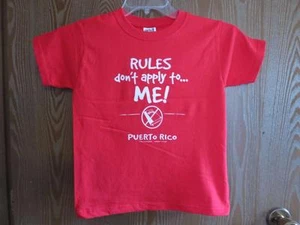 RULES
don't apply to...
ME!
PUERTO RICO